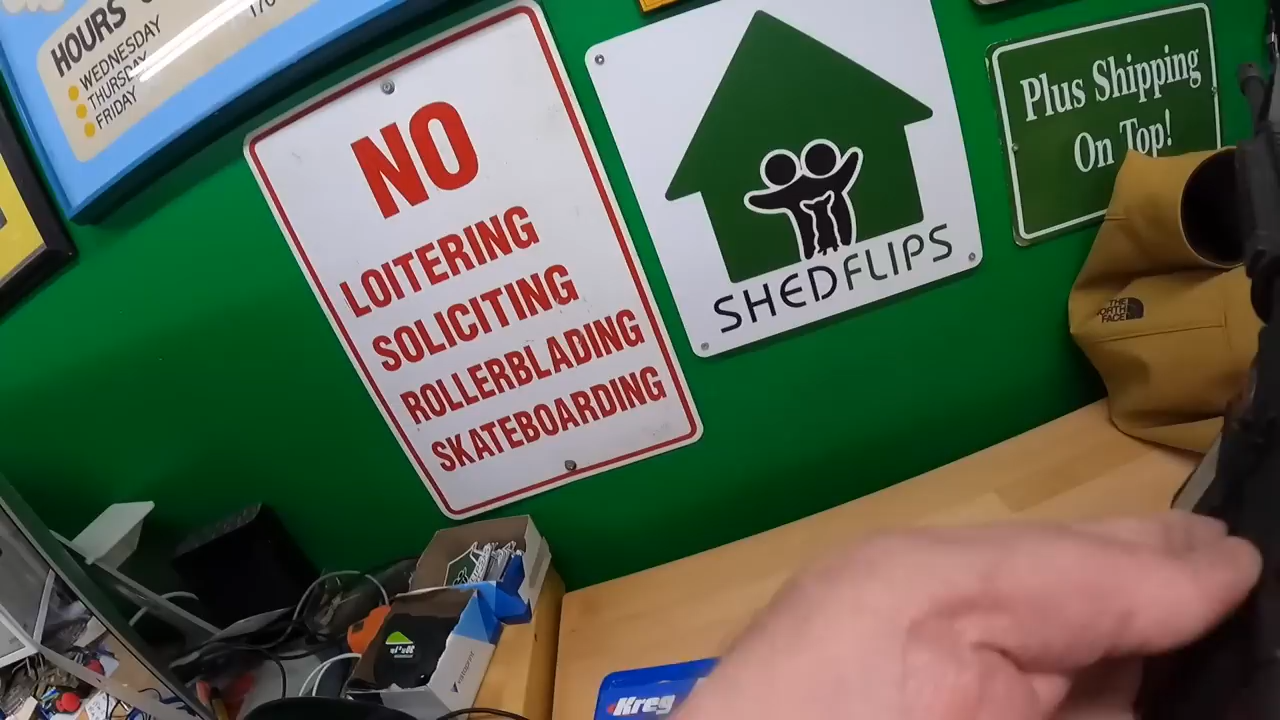 HOURS
WEDNESDAY
THURSDAY
FRIDAY
NO
LOITERING
SOLICITING
ROLLERBLADING
SKATEBOARDING
SHEDFLIPS
Plus Shipping
On Top!
THE
NORTH
FACE
Kreg